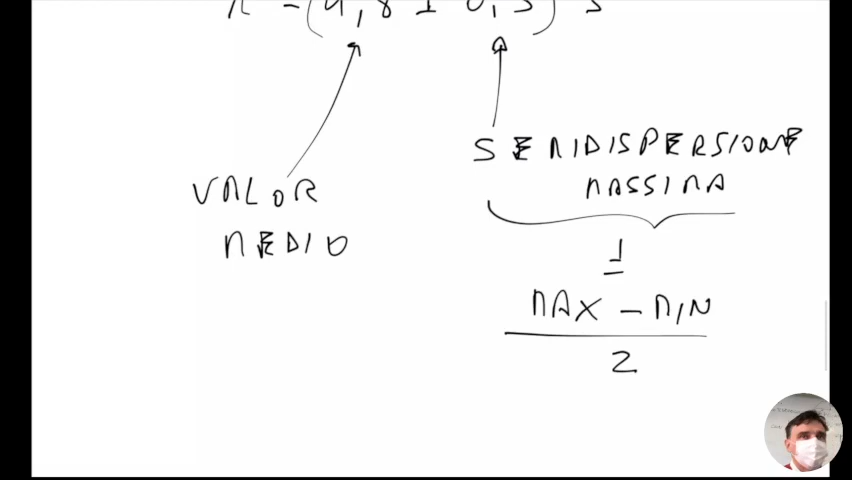 VALOR
MEDIO
SEMIDISPERSIONE
MASSIMA
MAX - MIN
2